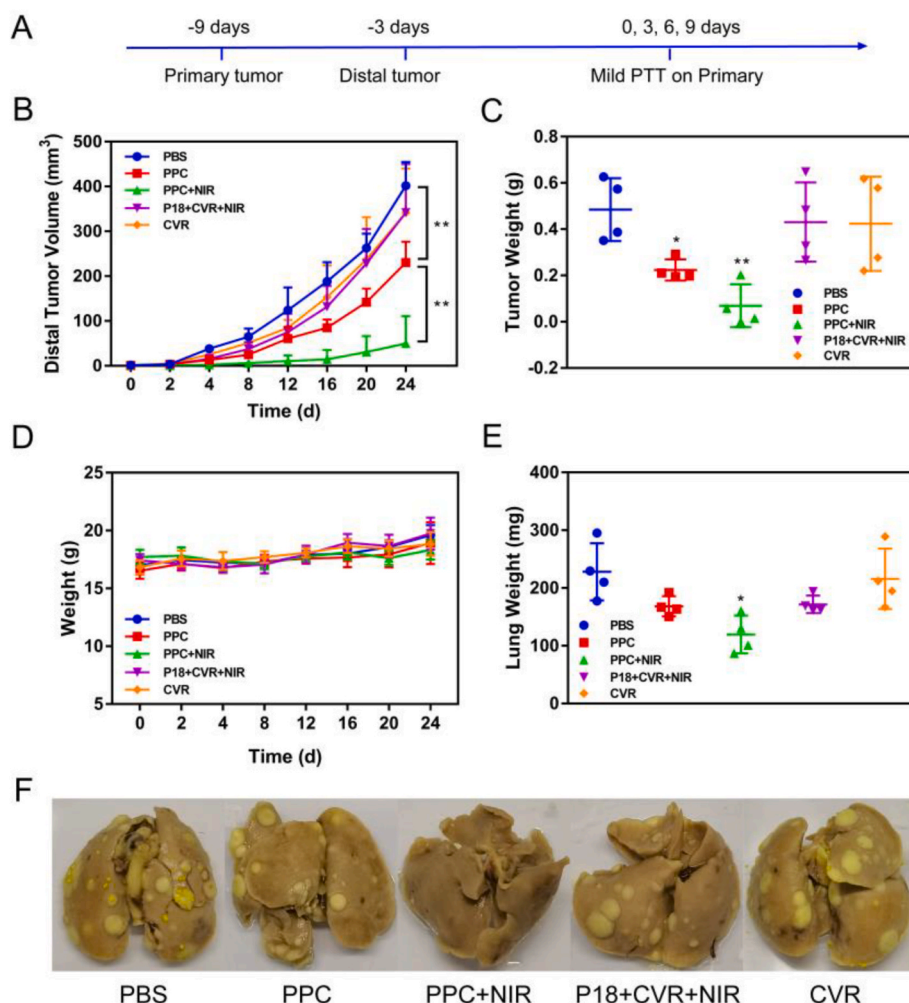 A
-9 days
-3 days
0, 3, 6, 9 days
Primary tumor
Distal tumor
Mild PTT on Primary
B
Distal Tumor Volume (mm³)
500
400
300
200
100
0
PBS
PPC
PPC+NIR
P18+CVR+NIR
CVR
**
**
0 2 4 8 12 16 20 24
Time (d)
C
Tumor Weight (g)
0.8
0.6
0.4
0.2
0.0
-0.2
*
**
PBS
PPC
PPC+NIR
P18+CVR+NIR
CVR
D
Weight (g)
25
20
15
10
5
PBS
PPC
PPC+NIR
P18+CVR+NIR
CVR
0 2 4 8 12 16 20 24
Time (d)
E
Lung Weight (mg)
400
300
200
100
0
*
PBS
PPC
PPC+NIR
P18+CVR+NIR
CVR
F
PBS PPC PPC+NIR P18+CVR+NIR CVR